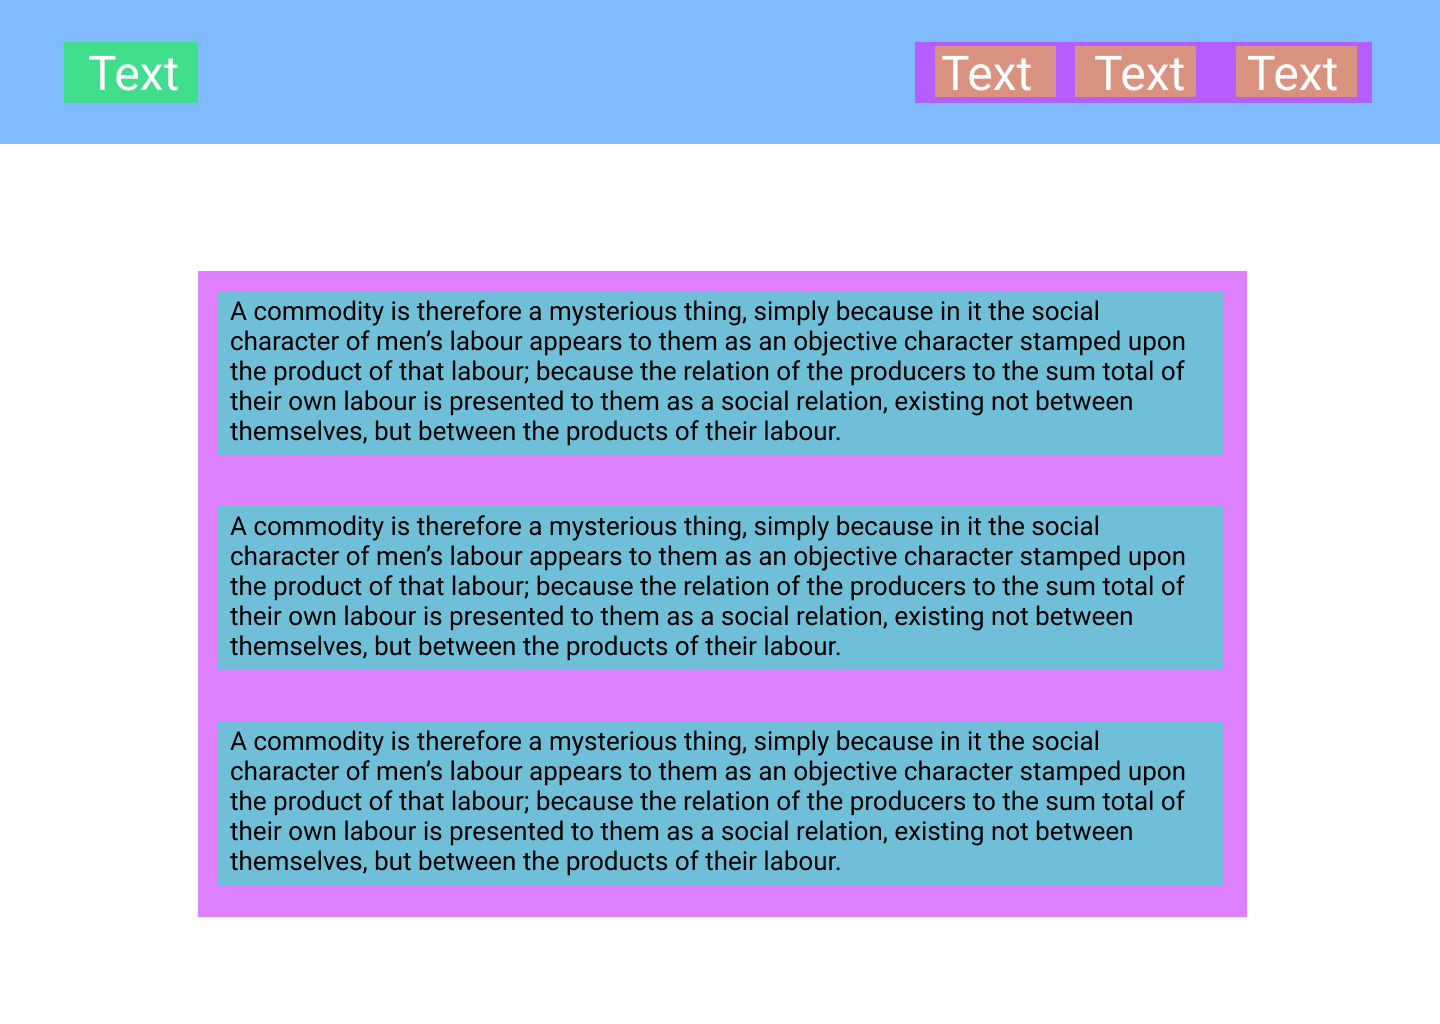 Text
Text
Text
Text
A commodity is therefore a mysterious thing, simply because in it the social
character of men’s labour appears to them as an objective character stamped upon
the product of that labour; because the relation of the producers to the sum total of
their own labour is presented to them as a social relation, existing not between
themselves, but between the products of their labour.
A commodity is therefore a mysterious thing, simply because in it the social
character of men’s labour appears to them as an objective character stamped upon
the product of that labour; because the relation of the producers to the sum total of
their own labour is presented to them as a social relation, existing not between
themselves, but between the products of their labour.
A commodity is therefore a mysterious thing, simply because in it the social
character of men’s labour appears to them as an objective character stamped upon
the product of that labour; because the relation of the producers to the sum total of
their own labour is presented to them as a social relation, existing not between
themselves, but between the products of their labour.